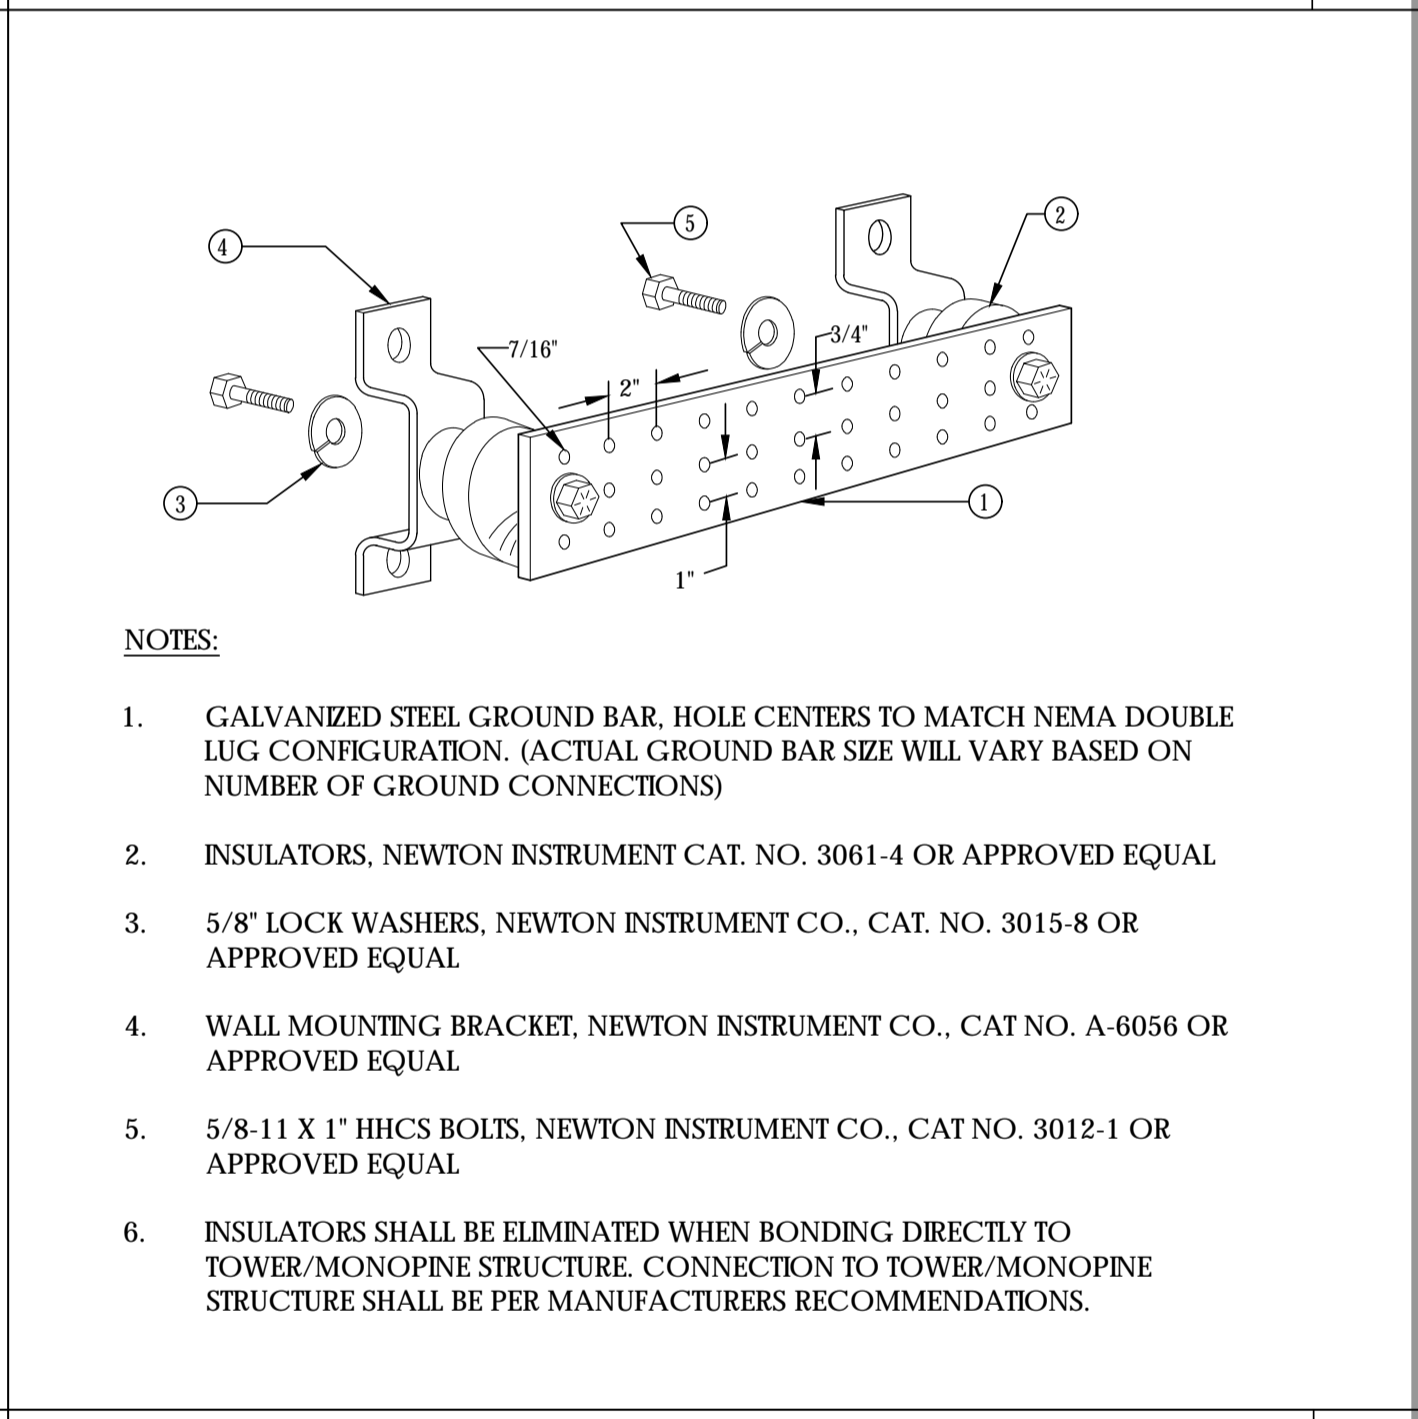 5
2
4
3/4"
7/16"
2"
3
1
1"
NOTES:
1. GALVANIZED STEEL GROUND BAR, HOLE CENTERS TO MATCH NEMA DOUBLE
LUG CONFIGURATION. (ACTUAL GROUND BAR SIZE WILL VARY BASED ON
NUMBER OF GROUND CONNECTIONS)
2. INSULATORS, NEWTON INSTRUMENT CAT. NO. 3061-4 OR APPROVED EQUAL
3. 5/8" LOCK WASHERS, NEWTON INSTRUMENT CO., CAT. NO. 3015-8 OR
APPROVED EQUAL
4. WALL MOUNTING BRACKET, NEWTON INSTRUMENT CO., CAT NO. A-6056 OR
APPROVED EQUAL
5. 5/8-11 X 1" HHCS BOLTS, NEWTON INSTRUMENT CO., CAT NO. 3012-1 OR
APPROVED EQUAL
6. INSULATORS SHALL BE ELIMINATED WHEN BONDING DIRECTLY TO
TOWER/MONOPINE STRUCTURE. CONNECTION TO TOWER/MONOPINE
STRUCTURE SHALL BE PER MANUFACTURERS RECOMMENDATIONS.